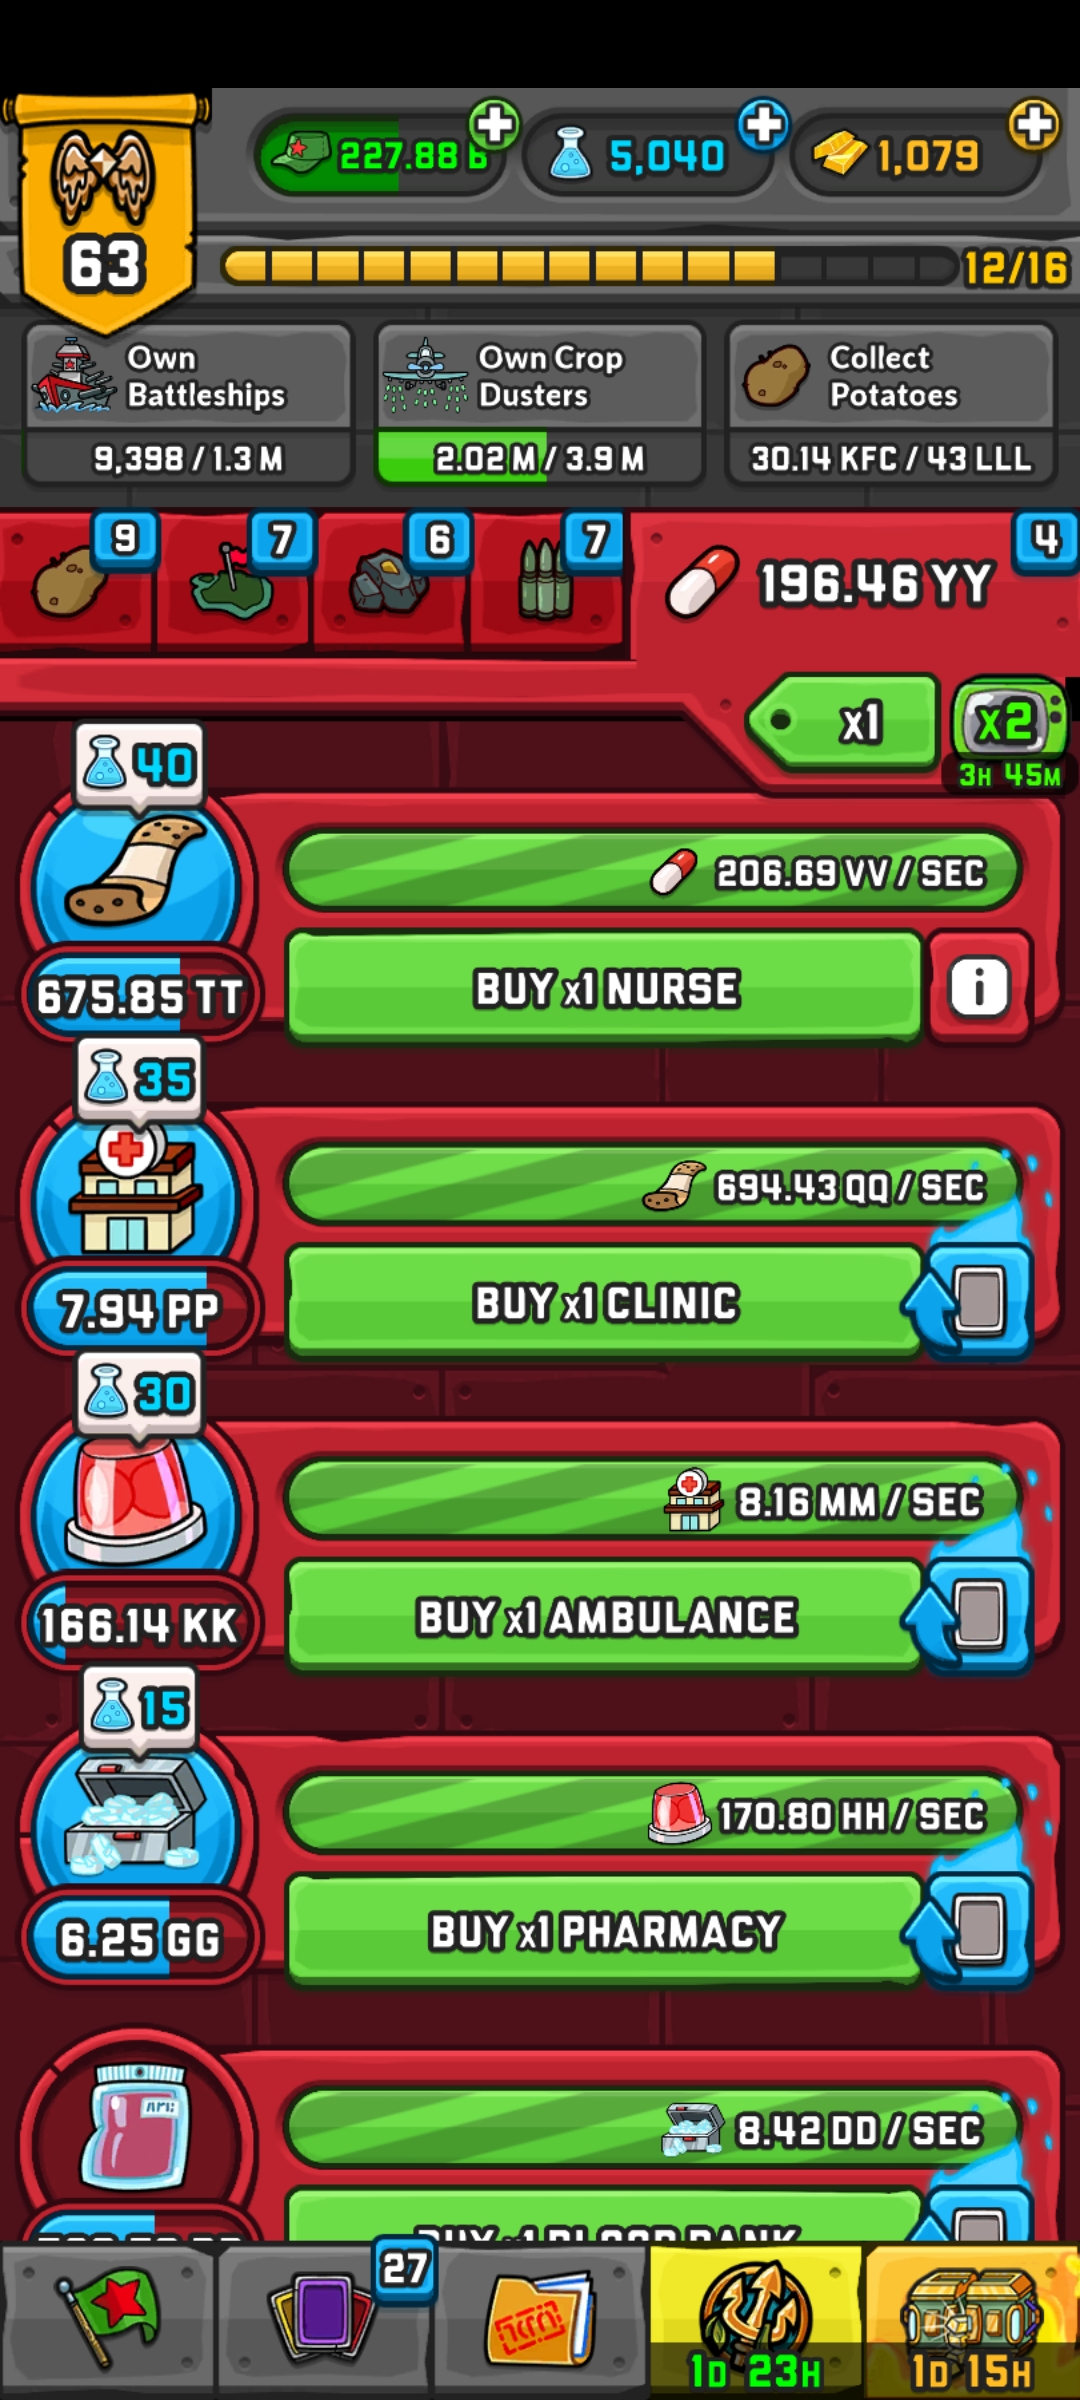 63
227.88 B
5,040
1,079
12/16
Own
Battleships
9,398 / 1.3 M
Own Crop
Dusters
2.02 M / 3.9 M
Collect
Potatoes
30.14 KFC / 43 LLL
9
7
6
7
196.46 YY
4
x1
x2
3H 45M
40
206.69 VV / SEC
675.85 TT
BUY x1 NURSE
i
35
694.43 QQ / SEC
7.94 PP
BUY x1 CLINIC
30
8.16 MM / SEC
166.14 KK
BUY x1 AMBULANCE
15
170.80 HH / SEC
6.25 GG
BUY x1 PHARMACY
8.42 DD / SEC
BUY x1 BLOOD BANK
27
1D 23H
1D 15H